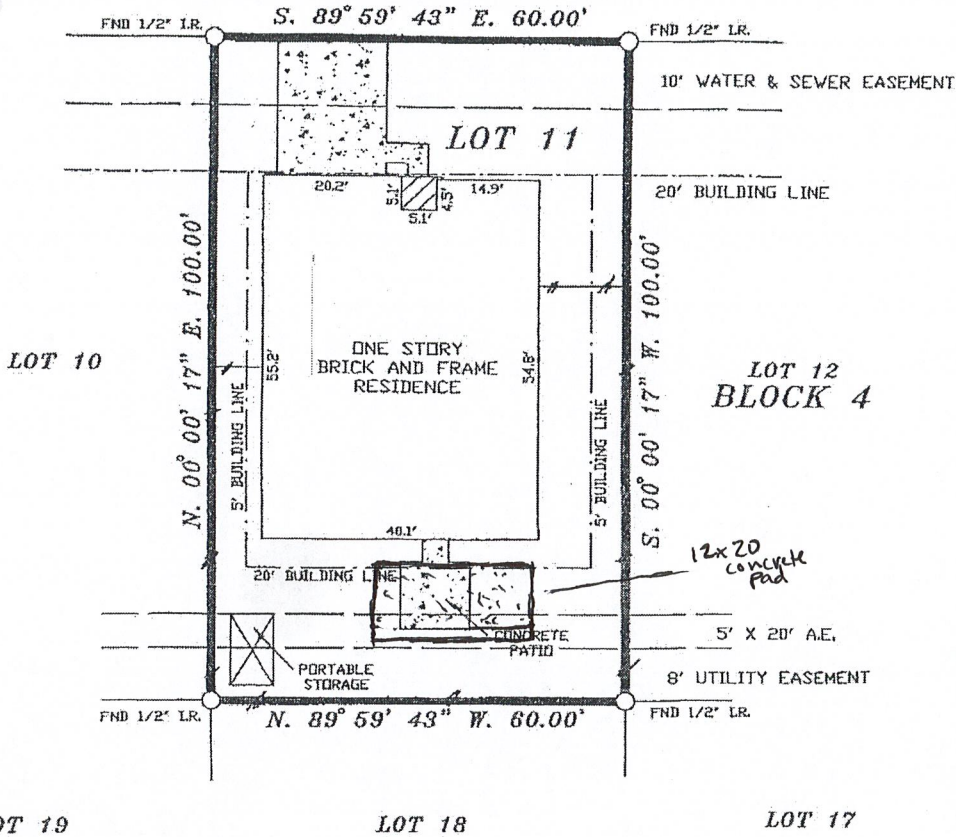 S. 89° 59' 43" E. 60.00'
FND 1/2" I.R.
FND 1/2" I.R.
10' WATER & SEWER EASEMENT
LOT 11
20' BUILDING LINE
20.2'
5.1'
4.5'
14.9'
5.1'
N. 00° 00' 17" E. 100.00'
S. 00° 00' 17" W. 100.00'
LOT 10
55.2'
ONE STORY
BRICK AND FRAME
RESIDENCE
54.8'
LOT 12
BLOCK 4
5' BUILDING LINE
5' BUILDING LINE
40.1'
20' BUILDING LINE
12x20
concrete
pad
CONCRETE
PATIO
5' X 20' A.E.
PORTABLE
STORAGE
8' UTILITY EASEMENT
FND 1/2" I.R.
N. 89° 59' 43" W. 60.00'
FND 1/2" I.R.
OT 19
LOT 18
LOT 17